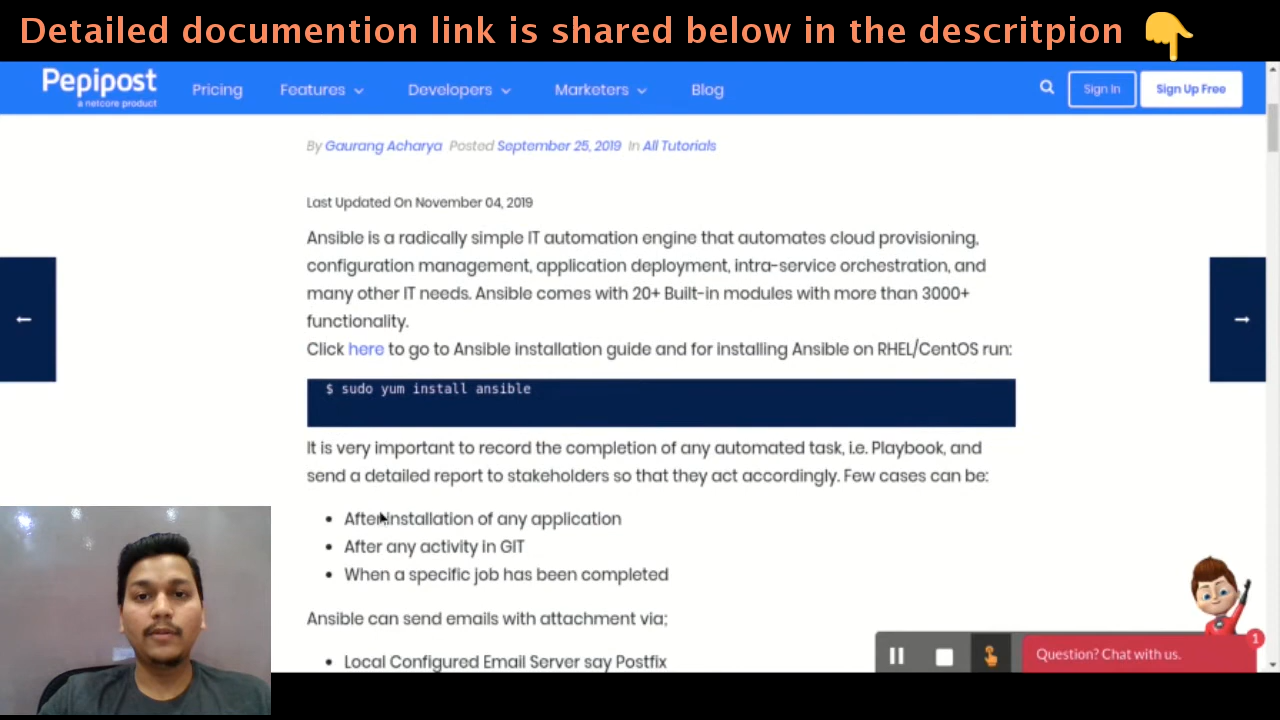 Detailed documention link is shared below in the descritpion
Pepipost
a netcore product
Pricing Features Developers Marketers Blog Sign In Sign Up Free
By Gaurang Acharya Posted September 25, 2019 In All Tutorials
Last Updated On November 04, 2019
Ansible is a radically simple IT automation engine that automates cloud provisioning,
configuration management, application deployment, intra-service orchestration, and
many other IT needs. Ansible comes with 20+ Built-in modules with more than 3000+
functionality.
Click here to go to Ansible installation guide and for installing Ansible on RHEL/CentOS run:
$ sudo yum install ansible
It is very important to record the completion of any automated task, i.e. Playbook, and
send a detailed report to stakeholders so that they act accordingly. Few cases can be:
• After installation of any application
• After any activity in GIT
• When a specific job has been completed
Ansible can send emails with attachment via;
• Local Configured Email Server say Postfix
1
Question? Chat with us.